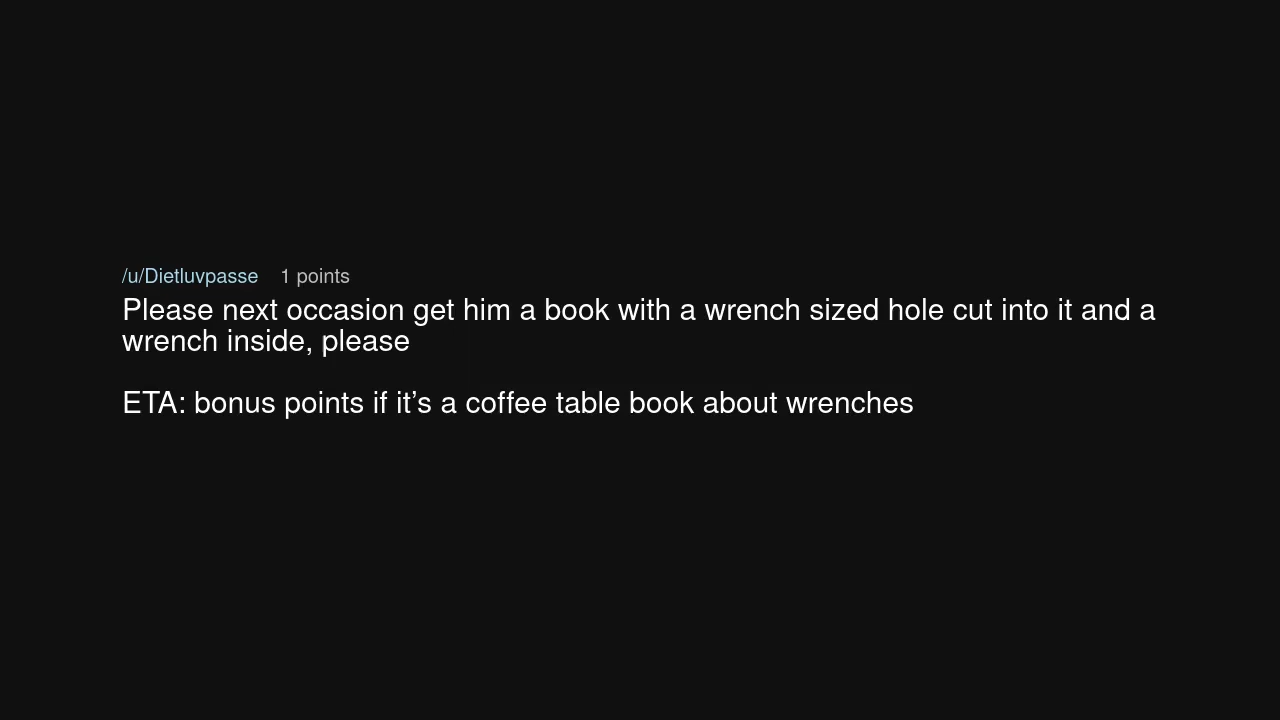 /u/Dietluvpasse 1 points
Please next occasion get him a book with a wrench sized hole cut into it and a
wrench inside, please
ETA: bonus points if it’s a coffee table book about wrenches